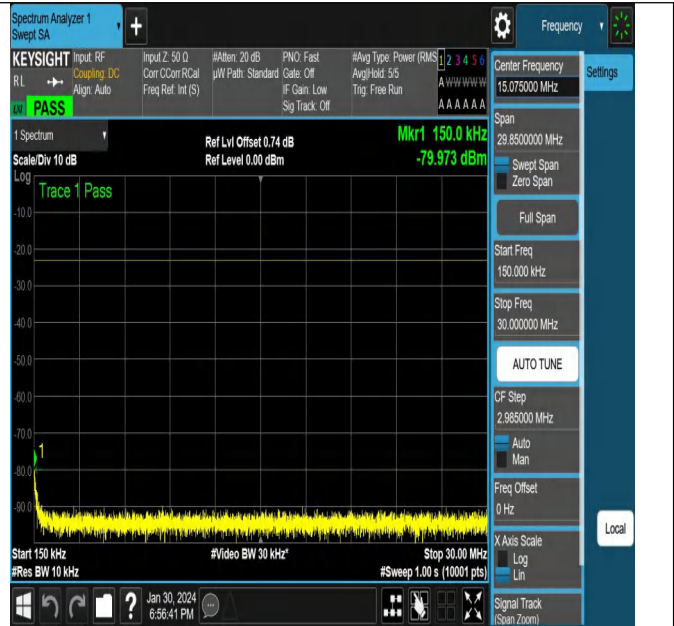 Spectrum Analyzer 1
Swept SA
+
Frequency
KEYSIGHT
RL
PASS
Input: RF
Coupling: DC
Align: Auto
Input Z: 50 Ω
Corr CCorr RCal
Freq Ref: Int (S)
#Atten: 20 dB
µW Path: Standard
PNO: Fast
Gate: Off
IF Gain: Low
Sig Track: Off
#Avg Type: Power (RMS
Avg|Hold: 5/5
Trig: Free Run
1 2 3 4 5 6
A W W W W W
A A A A A A
1 Spectrum
Scale/Div 10 dB
Ref Lvl Offset 0.74 dB
Ref Level 0.00 dBm
Mkr1 150.0 kHz
-79.973 dBm
Log
Trace 1 Pass
-10.0
-20.0
-30.0
-40.0
-50.0
-60.0
-70.0
1
-80.0
-90.0
Start 150 kHz
#Res BW 10 kHz
#Video BW 30 kHz*
Stop 30.00 MHz
#Sweep 1.00 s (10001 pts)
?
Jan 30, 2024
6:56:41 PM
Center Frequency
15.075000 MHz
Settings
Span
29.8500000 MHz
Swept Span
Zero Span
Full Span
Start Freq
150.000 kHz
Stop Freq
30.000000 MHz
AUTO TUNE
CF Step
2.985000 MHz
Auto
Man
Freq Offset
0 Hz
Local
X Axis Scale
Log
Lin
Signal Track
(Span Zoom)